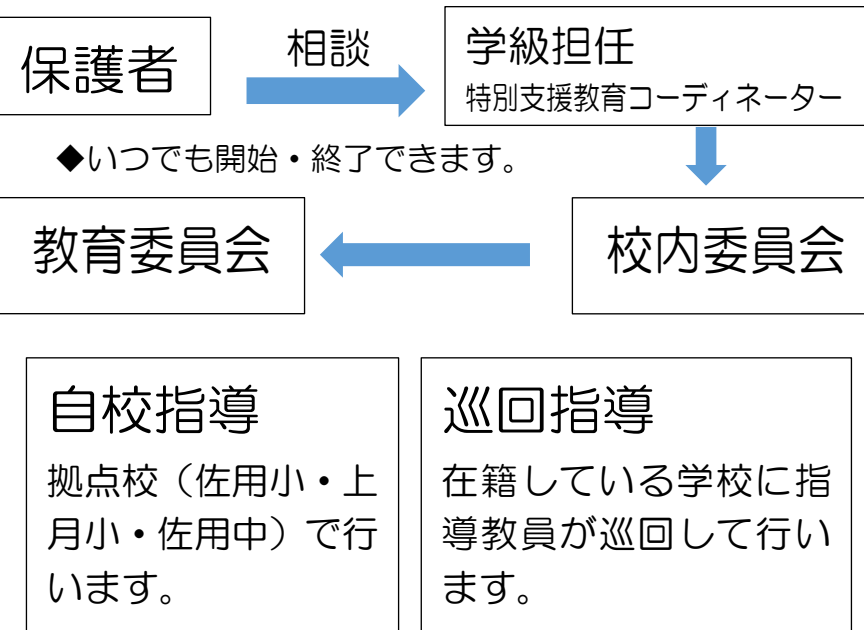 保護者
相談
学級担任
特別支援教育コーディネーター
◆いつでも開始・終了できます。
教育委員会
校内委員会
自校指導
拠点校（佐用小・上
月小・佐用中）で行
います。
巡回指導
在籍している学校に指
導教員が巡回して行い
ます。